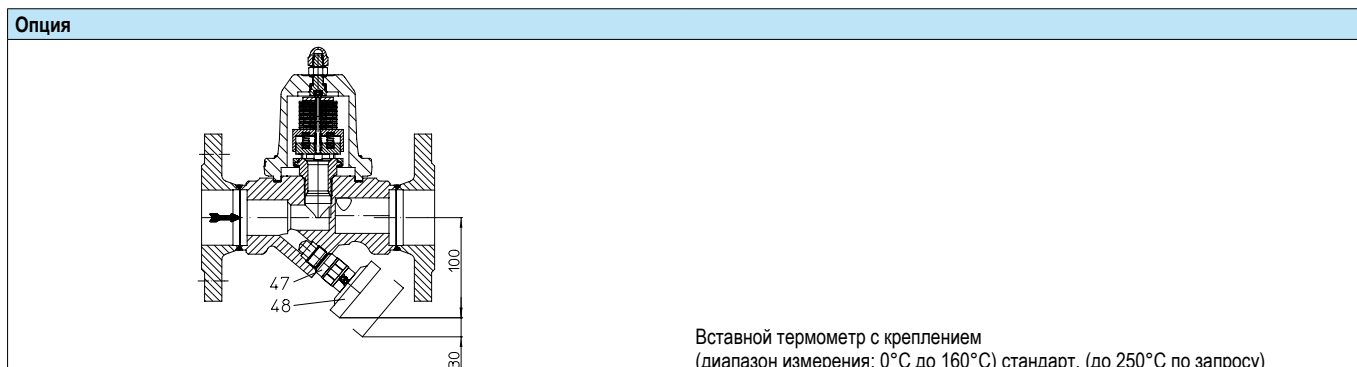 Опция
100
47
48
30
Вставной термометр с креплением
(диапазон измерения: 0°C до 160°C) стандарт, (до 250°C по запросу)